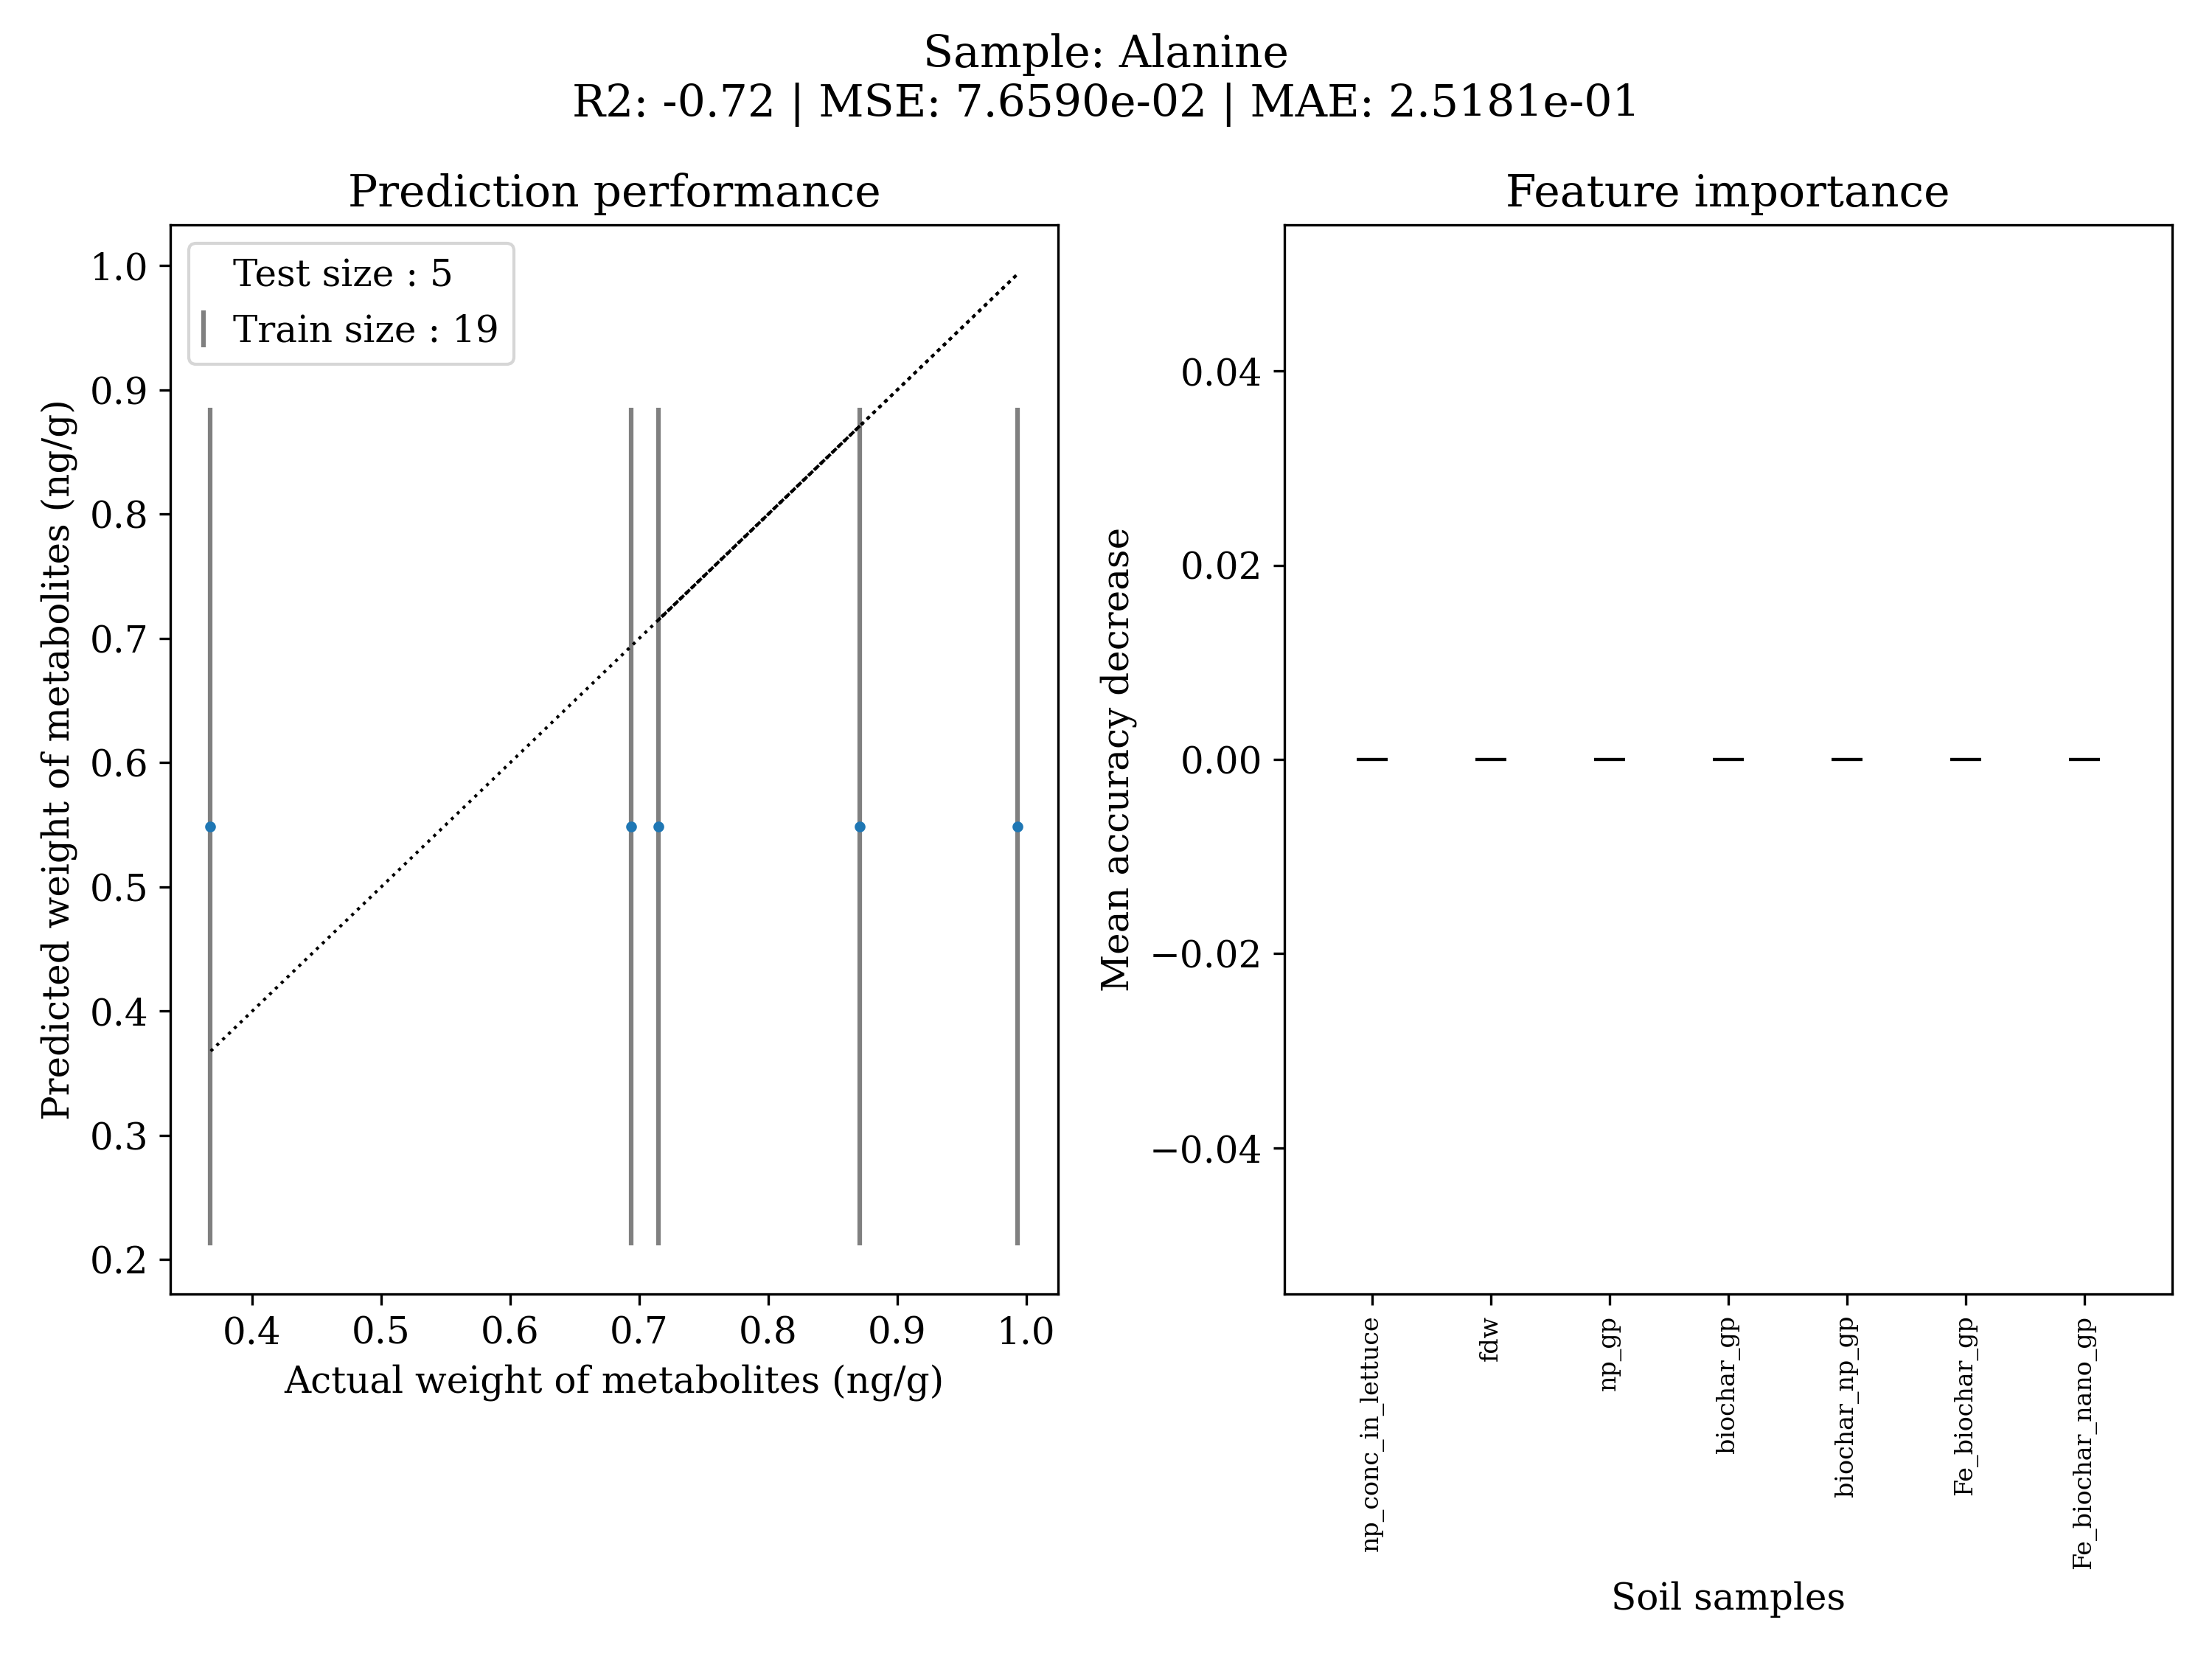 Sample: Alanine
R2: -0.72 | MSE: 7.6590e-02 | MAE: 2.5181e-01
Prediction performance
Test size : 5
Train size : 19
1.0
0.9
0.8
0.7
0.6
0.5
0.4
0.3
0.2
Predicted weight of metabolites (ng/g)
0.4 0.5 0.6 0.7 0.8 0.9 1.0
Actual weight of metabolites (ng/g)
Feature importance
0.04
0.02
0.00
−0.02
−0.04
Mean accuracy decrease
np_conc_in_lettuce
fdw
np_gp
biochar_gp
biochar_np_gp
Fe_biochar_gp
Fe_biochar_nano_gp
Soil samples